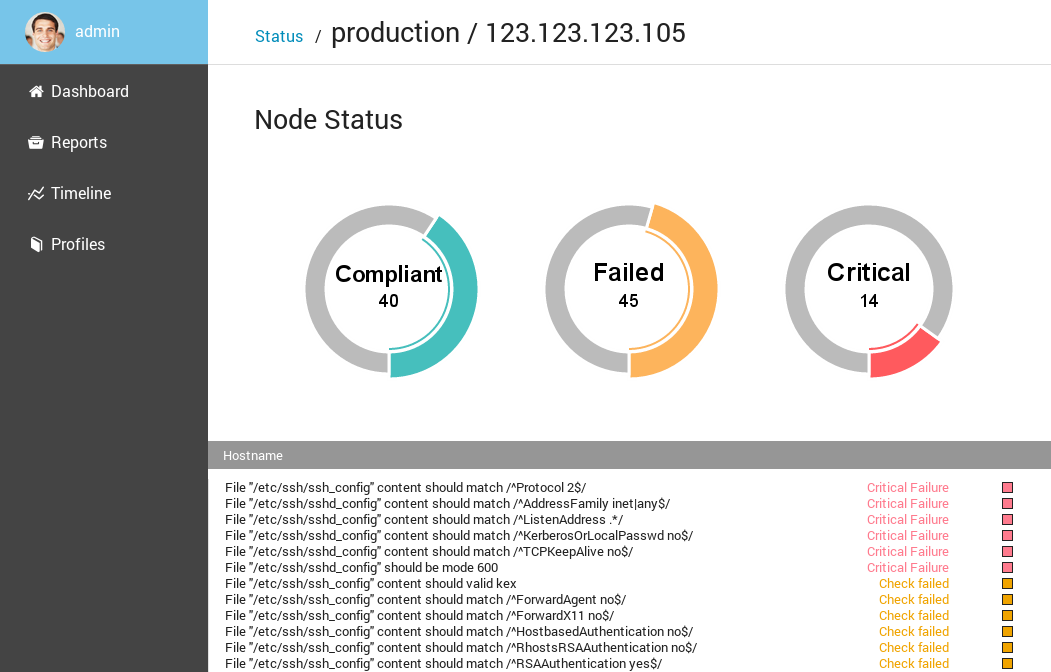 admin
Status / production / 123.123.123.105
Dashboard
Reports
Timeline
Profiles
Node Status
Compliant
40
Failed
45
Critical
14
Hostname
File "/etc/ssh/ssh_config" content should match /^Protocol 2$/ Critical Failure
File "/etc/ssh/sshd_config" content should match /^AddressFamily inet|any$/ Critical Failure
File "/etc/ssh/sshd_config" content should match /^ListenAddress .*/ Critical Failure
File "/etc/ssh/sshd_config" content should match /^KerberosOrLocalPasswd no$/ Critical Failure
File "/etc/ssh/sshd_config" content should match /^TCPKeepAlive no$/ Critical Failure
File "/etc/ssh/sshd_config" should be mode 600 Critical Failure
File "/etc/ssh/ssh_config" content should valid kex Check failed
File "/etc/ssh/ssh_config" content should match /^ForwardAgent no$/ Check failed
File "/etc/ssh/ssh_config" content should match /^ForwardX11 no$/ Check failed
File "/etc/ssh/ssh_config" content should match /^HostbasedAuthentication no$/ Check failed
File "/etc/ssh/ssh_config" content should match /^RhostsRSAAuthentication no$/ Check failed
File "/etc/ssh/ssh_config" content should match /^RSAAuthentication yes$/ Check failed